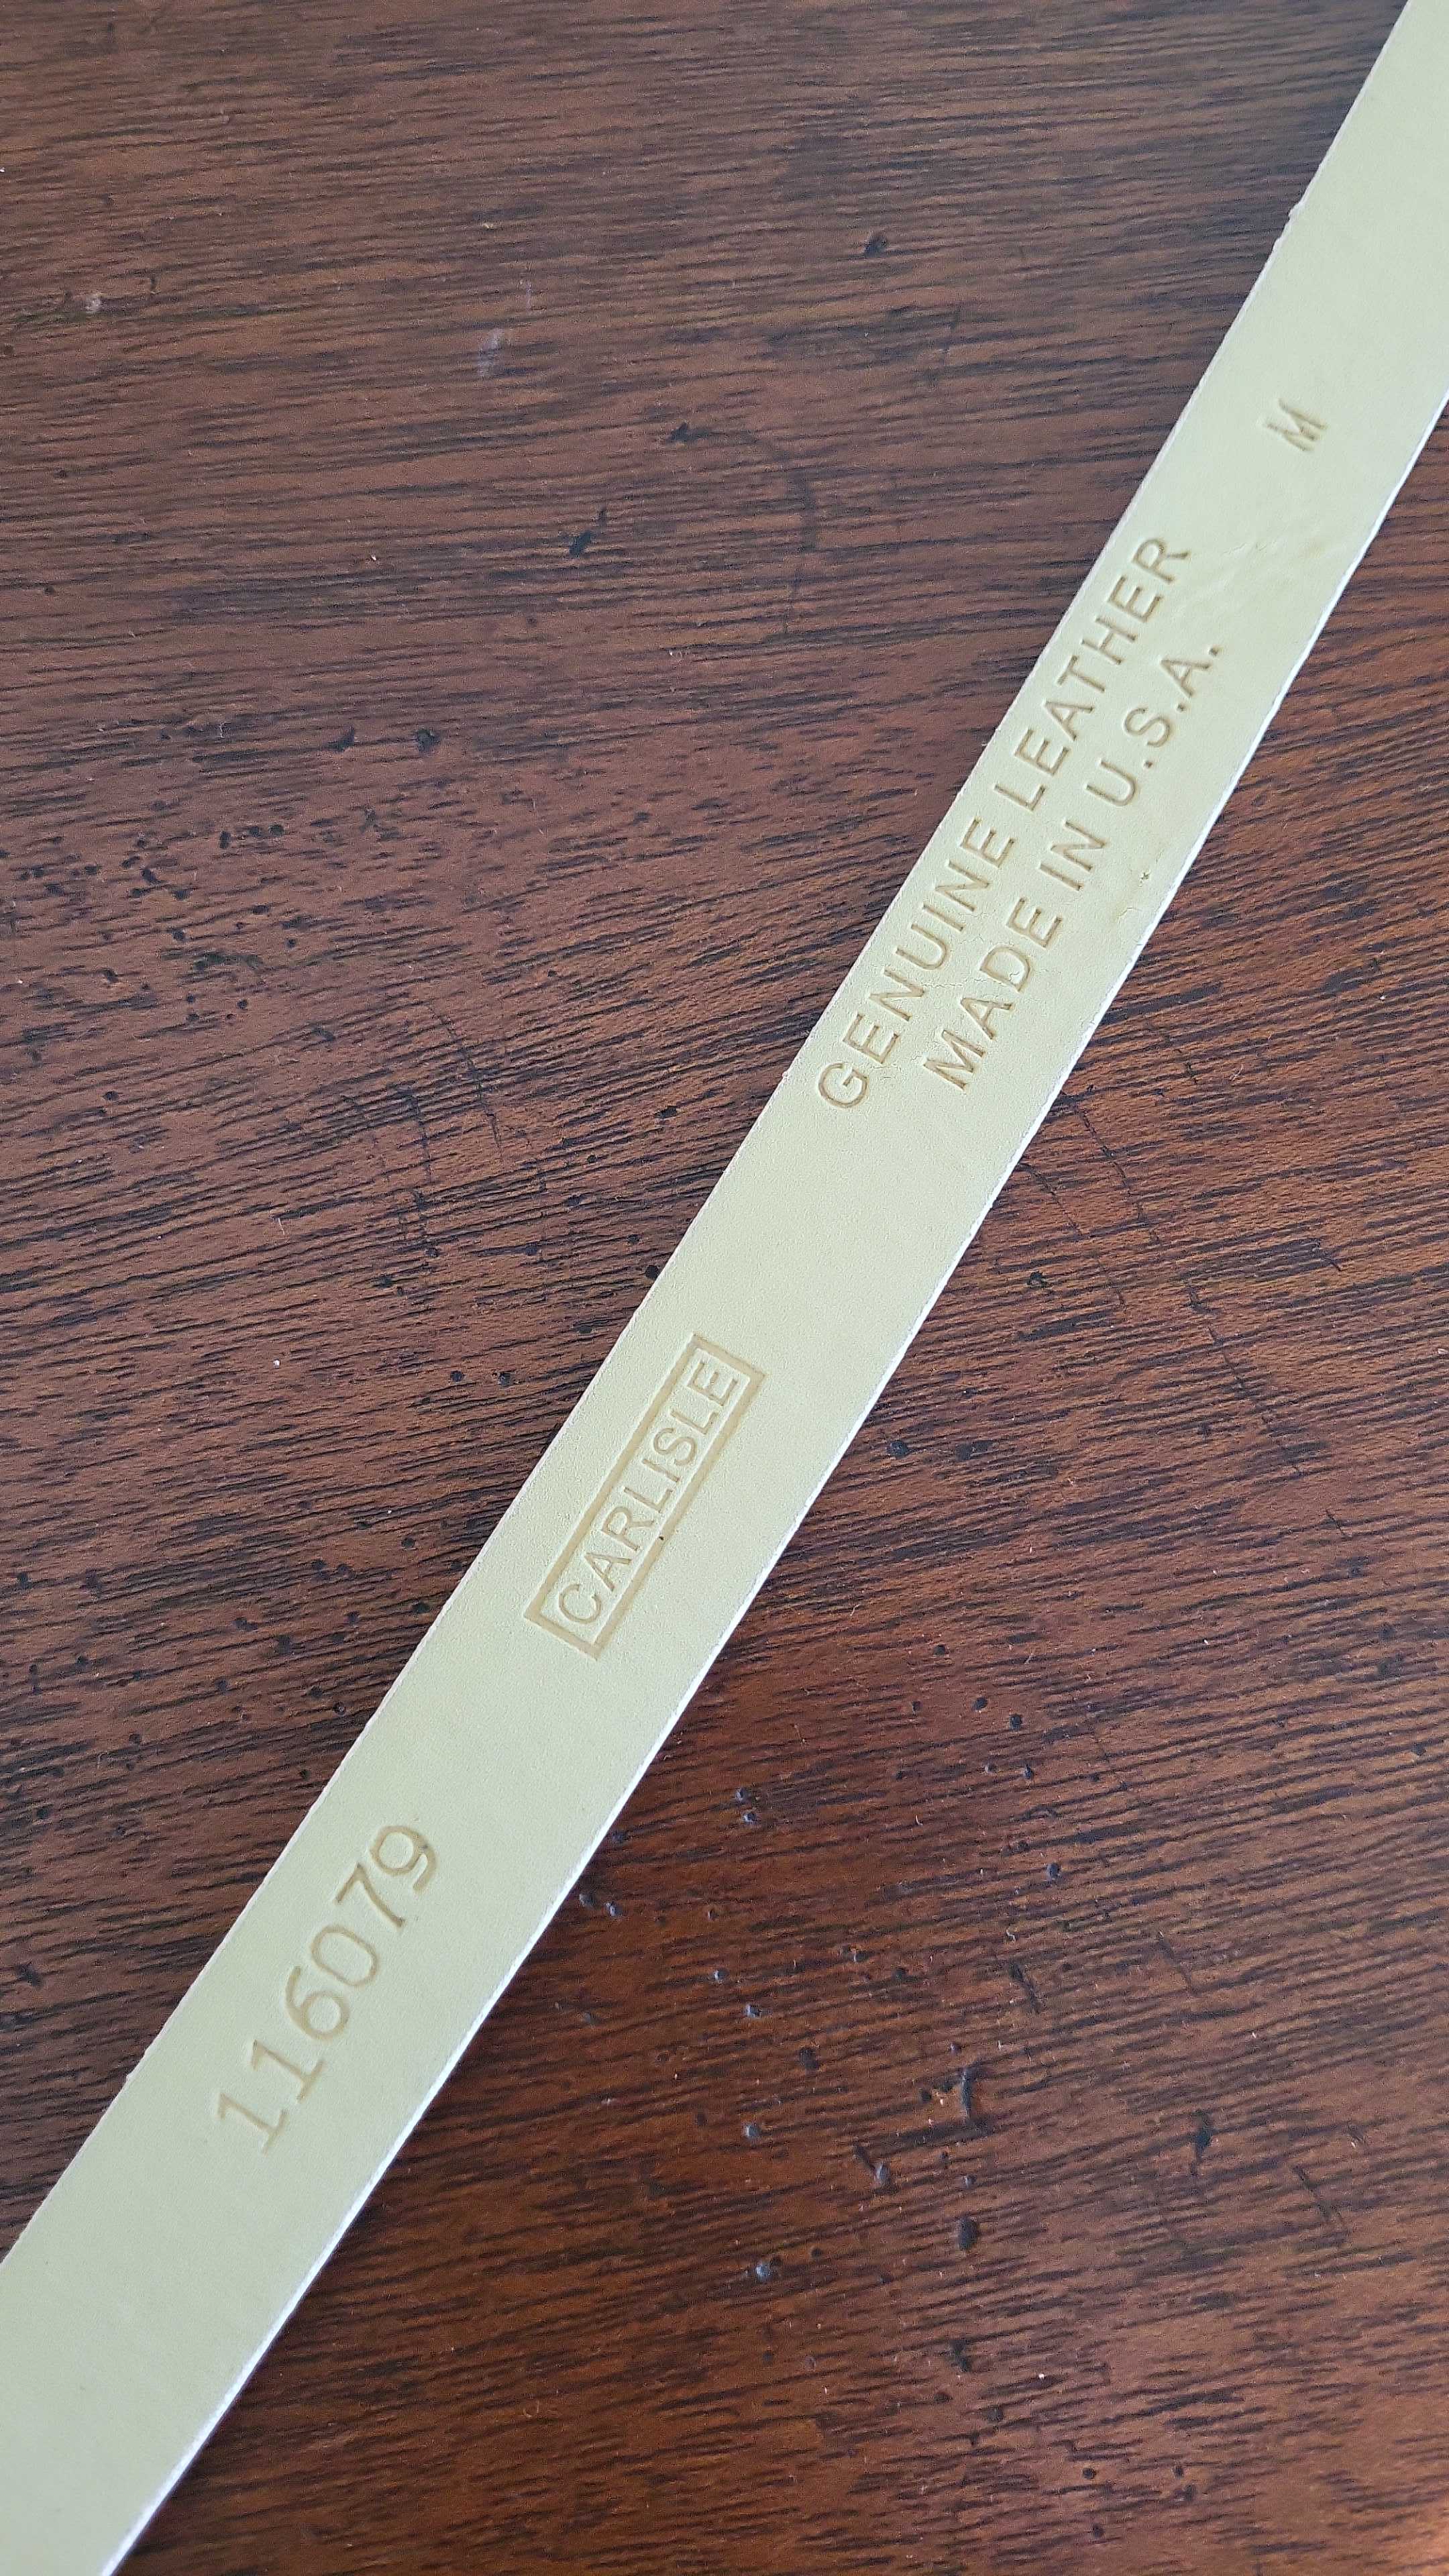 116079
CARLISLE
GENUINE LEATHER
MADE IN U.S.A.
M